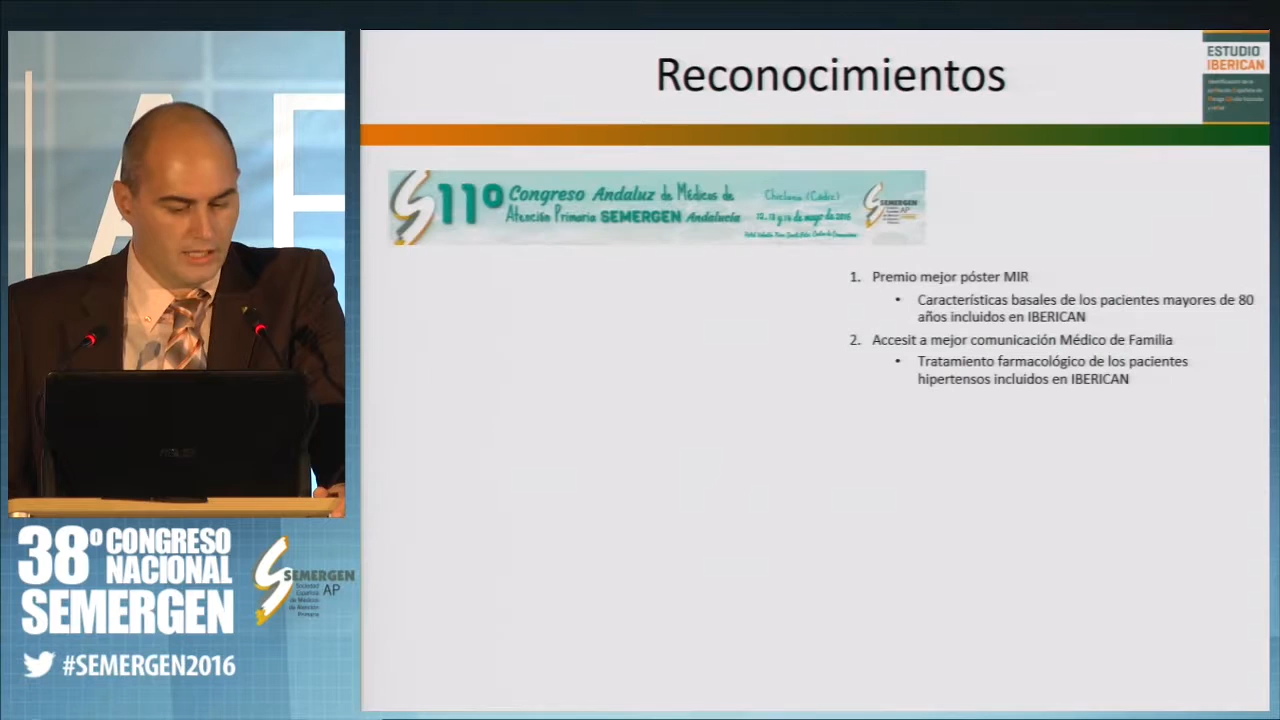 Reconocimientos
ESTUDIO
IBERICAN
11º Congreso Andaluz de Médicos de
Atención Primaria SEMERGEN Andalucía
Chiclana (Cádiz)
12, 13 y 14 de mayo de 2016
SEMERGEN
AP
1. Premio mejor póster MIR
• Características basales de los pacientes mayores de 80
años incluidos en IBERICAN
2. Accesit a mejor comunicación Médico de Familia
• Tratamiento farmacológico de los pacientes
hipertensos incluidos en IBERICAN
ASUS
38º CONGRESO
NACIONAL
SEMERGEN
SEMERGEN
AP
Sociedad
Española
de Médicos
de Atención
Primaria
#SEMERGEN2016